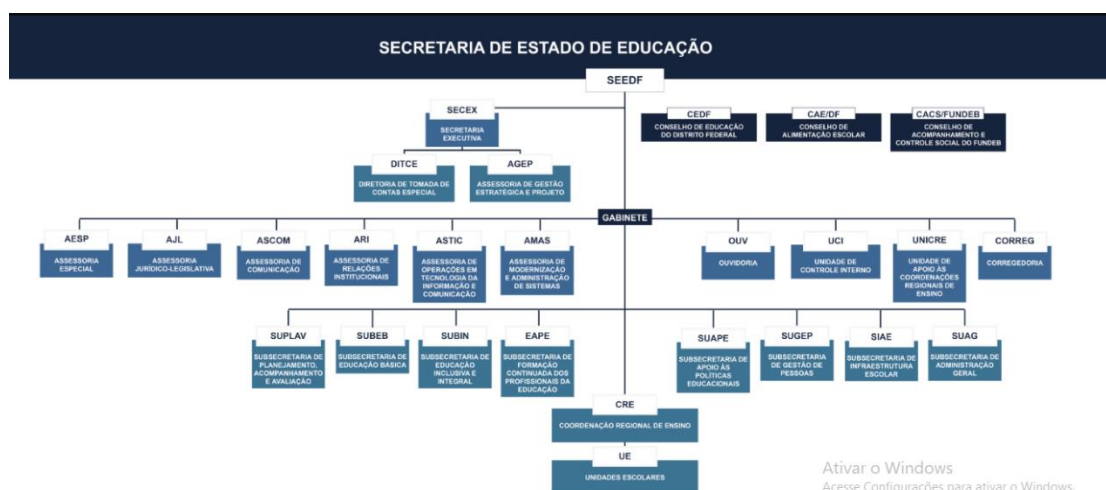 SECRETARIA DE ESTADO DE EDUCAÇÃO
SEEDF
SECEX
SECRETARIA
EXECUTIVA
CEDF
CONSELHO DE EDUCAÇÃO
DO DISTRITO FEDERAL
CAE/DF
CONSELHO DE
ALIMENTAÇÃO ESCOLAR
CACS/FUNDEB
CONSELHO DE
ACOMPANHAMENTO E
CONTROLE SOCIAL DO FUNDEB
DITCE
DIRETORIA DE TOMADA DE
CONTAS ESPECIAL
AGEP
ASSESSORIA DE GESTÃO
ESTRATÉGICA E PROJETO
GABINETE
AESP
ASSESSORIA
ESPECIAL
AJL
ASSESSORIA
JURÍDICO-LEGISLATIVA
ASCOM
ASSESSORIA DE
COMUNICAÇÃO
ARI
ASSESSORIA DE
RELAÇÕES
INSTITUCIONAIS
ASTIC
ASSESSORIA DE
OPERAÇÕES EM
TECNOLOGIA DA
INFORMAÇÃO E
COMUNICAÇÃO
AMAS
ASSESSORIA DE
MODERNIZAÇÃO
E ADMINISTRAÇÃO
DE SISTEMAS
OUV
OUVIDORIA
UCI
UNIDADE DE
CONTROLE INTERNO
UNICRE
UNIDADE DE
APOIO ÀS
COORDENAÇÕES
REGIONAIS DE
ENSINO
CORREG
CORREGEDORIA
SUPLAV
SUBSECRETARIA DE
PLANEJAMENTO,
ACOMPANHAMENTO
E AVALIAÇÃO
SUBEB
SUBSECRETARIA DE
EDUCAÇÃO BÁSICA
SUBIN
SUBSECRETARIA DE
EDUCAÇÃO
INCLUSIVA E
INTEGRAL
EAPE
SUBSECRETARIA DE
FORMAÇÃO
CONTINUADA DOS
PROFISSIONAIS DA
EDUCAÇÃO
SUAPE
SUBSECRETARIA DE
APOIO ÀS
POLÍTICAS
EDUCACIONAIS
SUGEP
SUBSECRETARIA
DE GESTÃO DE
PESSOAS
SIAE
SUBSECRETARIA DE
INFRAESTRUTURA
ESCOLAR
SUAG
SUBSECRETARIA DE
ADMINISTRAÇÃO
GERAL
CRE
COORDENAÇÃO REGIONAL DE ENSINO
UE
UNIDADES ESCOLARES
Ativar o Windows
Acesse Configurações para ativar o Windows.